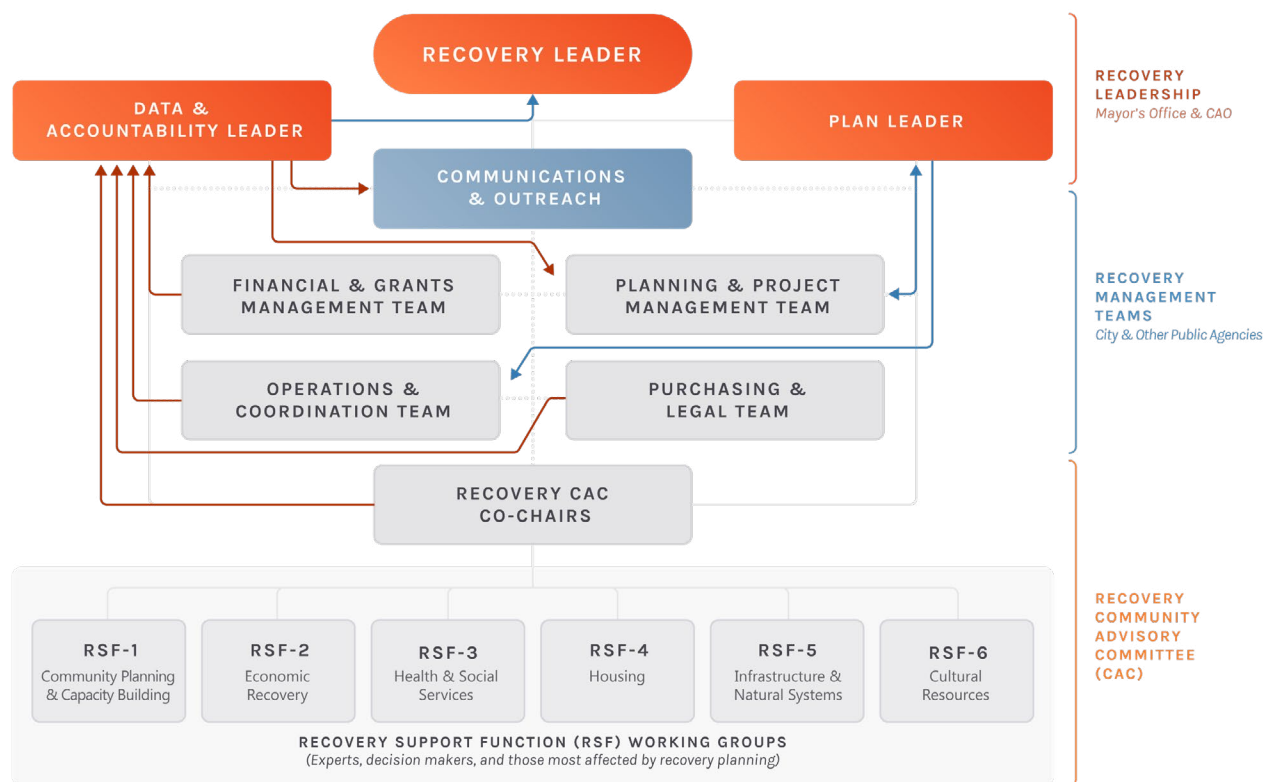 RECOVERY LEADER
DATA &
ACCOUNTABILITY LEADER
PLAN LEADER
COMMUNICATIONS
& OUTREACH
FINANCIAL & GRANTS
MANAGEMENT TEAM
PLANNING & PROJECT
MANAGEMENT TEAM
OPERATIONS &
COORDINATION TEAM
PURCHASING &
LEGAL TEAM
RECOVERY CAC
CO-CHAIRS
RSF-1
Community Planning
& Capacity Building
RSF-2
Economic
Recovery
RSF-3
Health & Social
Services
RSF-4
Housing
RSF-5
Infrastructure &
Natural Systems
RSF-6
Cultural
Resources
RECOVERY SUPPORT FUNCTION (RSF) WORKING GROUPS
(Experts, decision makers, and those most affected by recovery planning)
RECOVERY
LEADERSHIP
Mayor's Office & CAO
RECOVERY
MANAGEMENT
TEAMS
City & Other Public Agencies
RECOVERY
COMMUNITY
ADVISORY
COMMITTEE
(CAC)